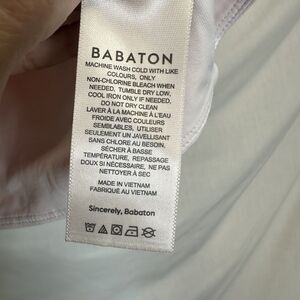 BABATON
MACHINE WASH COLD WITH LIKE
COLOURS, ONLY
NON-CHLORINE BLEACH WHEN
NEEDED, TUMBLE DRY LOW,
COOL IRON ONLY IF NEEDED,
DO NOT DRY CLEAN
LAVER À LA MACHINE À L'EAU
FROIDE AVEC COULEURS
SEMBLABLES, UTILISER
SEULEMENT UN JAVELLISANT
SANS CHLORE AU BESOIN,
SÉCHER À BASSE
TEMPÉRATURE, REPASSAGE
DOUX SI NÉCESSAIRE, NE PAS
NETTOYER À SEC
MADE IN VIETNAM
FABRIQUÉ AU VIETNAM
Sincerely, Babaton